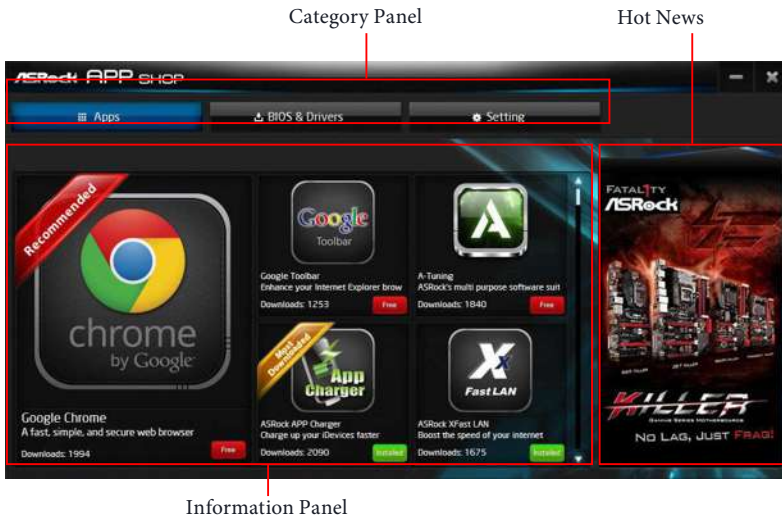 Category Panel
Hot News
ASRock APP SHOP
Apps
BIOS & Drivers
Setting
Recommended
chrome
by Google
Google Chrome
A fast, simple, and secure web browser
Downloads: 1994
Free
Google
Toolbar
Google Toolbar
Enhance your Internet Explorer brow
Downloads: 1253
Free
A-Tuning
ASRock's multi purpose software suit
Downloads: 1840
Free
Most Downloaded
App
Charger
ASRock APP Charger
Charge up your iDevices faster
Downloads: 2090
Installed
X
Fast LAN
ASRock XFast LAN
Boost the speed of your internet
Downloads: 1675
Installed
FATAL1TY
ASRock
KILLER
NO LAG, JUST FRAG!
Information Panel